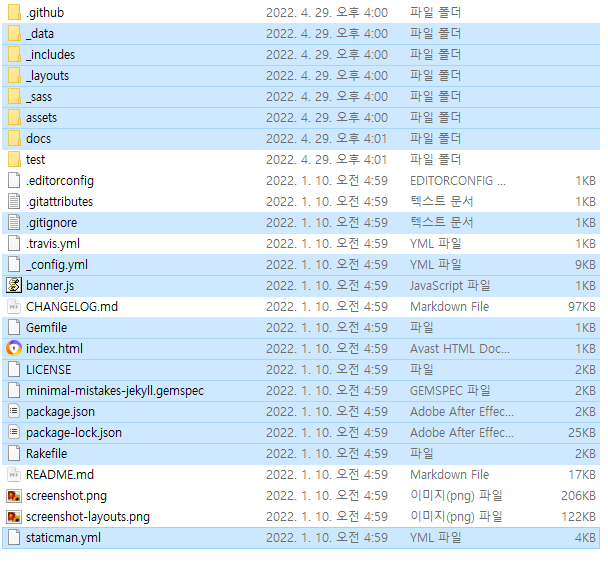 .github 2022. 4. 29. 오후 4:00 파일 폴더
_data 2022. 4. 29. 오후 4:00 파일 폴더
_includes 2022. 4. 29. 오후 4:00 파일 폴더
_layouts 2022. 4. 29. 오후 4:00 파일 폴더
_sass 2022. 4. 29. 오후 4:00 파일 폴더
assets 2022. 4. 29. 오후 4:00 파일 폴더
docs 2022. 4. 29. 오후 4:01 파일 폴더
test 2022. 4. 29. 오후 4:01 파일 폴더
.editorconfig 2022. 1. 10. 오전 4:59 EDITORCONFIG ... 1KB
.gitattributes 2022. 1. 10. 오전 4:59 텍스트 문서 1KB
.gitignore 2022. 1. 10. 오전 4:59 텍스트 문서 1KB
.travis.yml 2022. 1. 10. 오전 4:59 YML 파일 1KB
_config.yml 2022. 1. 10. 오전 4:59 YML 파일 9KB
banner.js 2022. 1. 10. 오전 4:59 JavaScript 파일 1KB
CHANGELOG.md 2022. 1. 10. 오전 4:59 Markdown File 97KB
Gemfile 2022. 1. 10. 오전 4:59 파일 1KB
index.html 2022. 1. 10. 오전 4:59 Avast HTML Doc... 1KB
LICENSE 2022. 1. 10. 오전 4:59 파일 2KB
minimal-mistakes-jekyll.gemspec 2022. 1. 10. 오전 4:59 GEMSPEC 파일 2KB
package.json 2022. 1. 10. 오전 4:59 Adobe After Effec... 2KB
package-lock.json 2022. 1. 10. 오전 4:59 Adobe After Effec... 25KB
Rakefile 2022. 1. 10. 오전 4:59 파일 2KB
README.md 2022. 1. 10. 오전 4:59 Markdown File 17KB
screenshot.png 2022. 1. 10. 오전 4:59 이미지(png) 파일 206KB
screenshot-layouts.png 2022. 1. 10. 오전 4:59 이미지(png) 파일 122KB
staticman.yml 2022. 1. 10. 오전 4:59 YML 파일 4KB